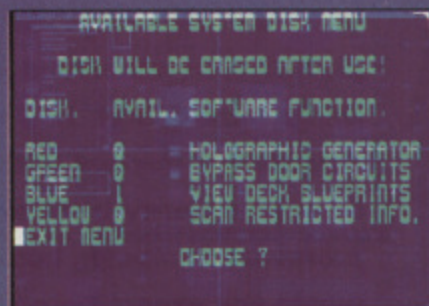 AVAILABLE SYSTEM DISK MENU
DISK WILL BE ERASED AFTER USE!
DISK. AVAIL. SOFTWARE FUNCTION.
RED 0 HOLOGRAPHIC GENERATOR
GREEN 0 BYPASS DOOR CIRCUITS
BLUE 1 VIEW DECK BLUEPRINTS
YELLOW 0 SCAN RESTRICTED INFO.
EXIT MENU
CHOOSE ?